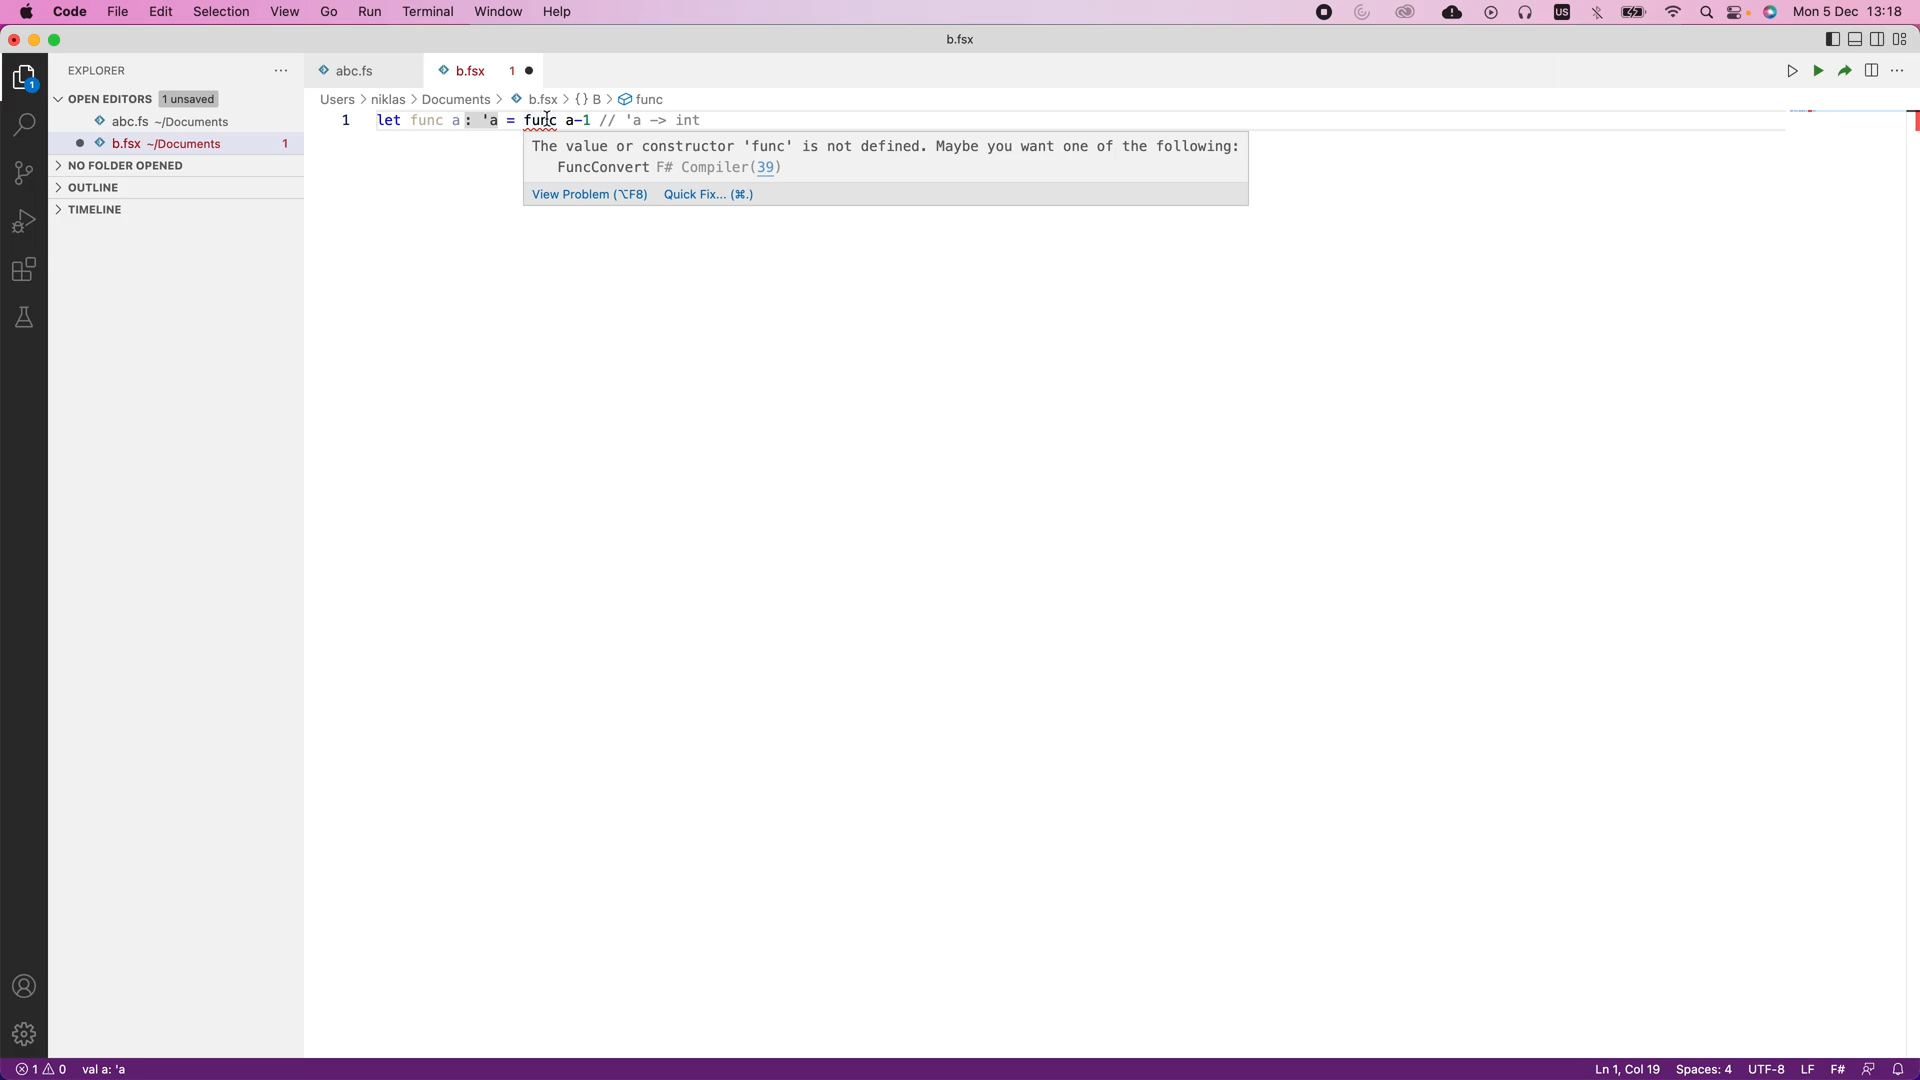 Code File Edit Selection View Go Run Terminal Window Help US Mon 5 Dec 13:18
b.fsx
EXPLORER
abc.fs b.fsx 1
OPEN EDITORS 1 unsaved
Users > niklas > Documents > b.fsx > {} B > func
abc.fs ~/Documents
b.fsx ~/Documents 1
NO FOLDER OPENED
OUTLINE
TIMELINE
1 let func a: 'a = func a-1 // 'a -> int
The value or constructor 'func' is not defined. Maybe you want one of the following:
FuncConvert F# Compiler(39)
View Problem (⌥F8) Quick Fix... (⌘.)
1
1 0 val a: 'a Ln 1, Col 19 Spaces: 4 UTF-8 LF F#